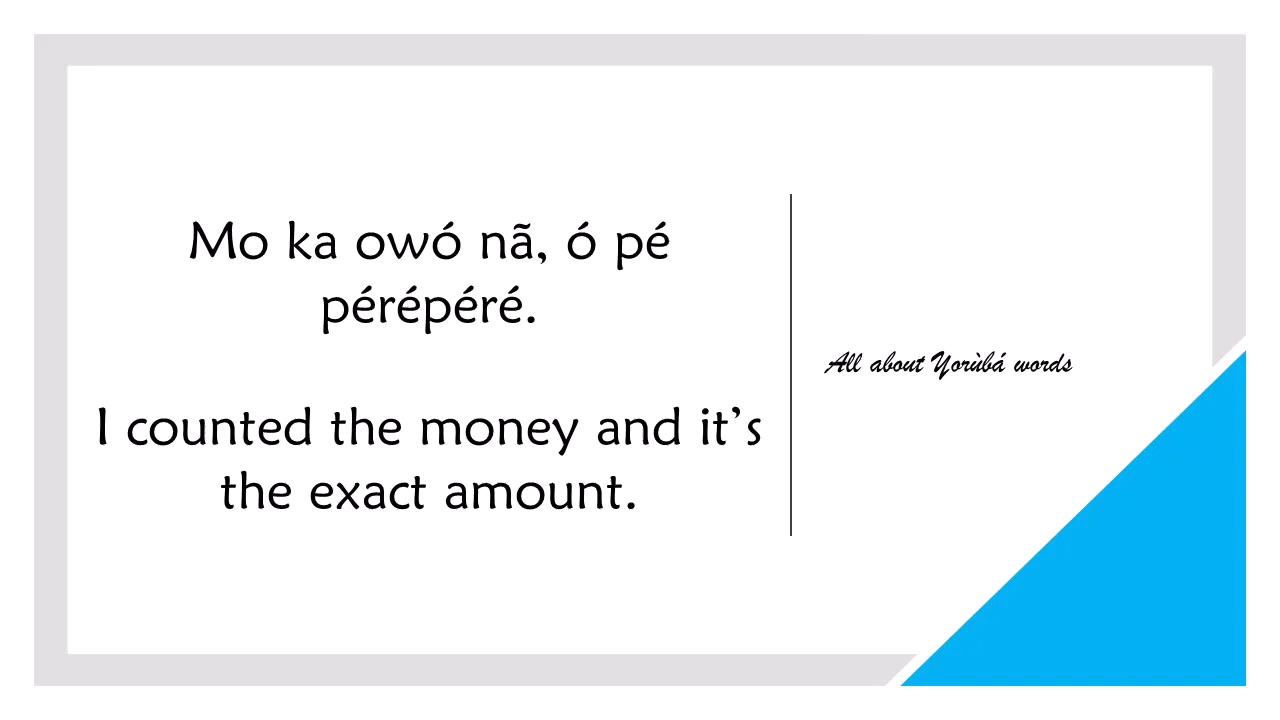 Mo ka owó nã, ó pé
pérépéré.
I counted the money and it’s
the exact amount.
All about Yorùbá words